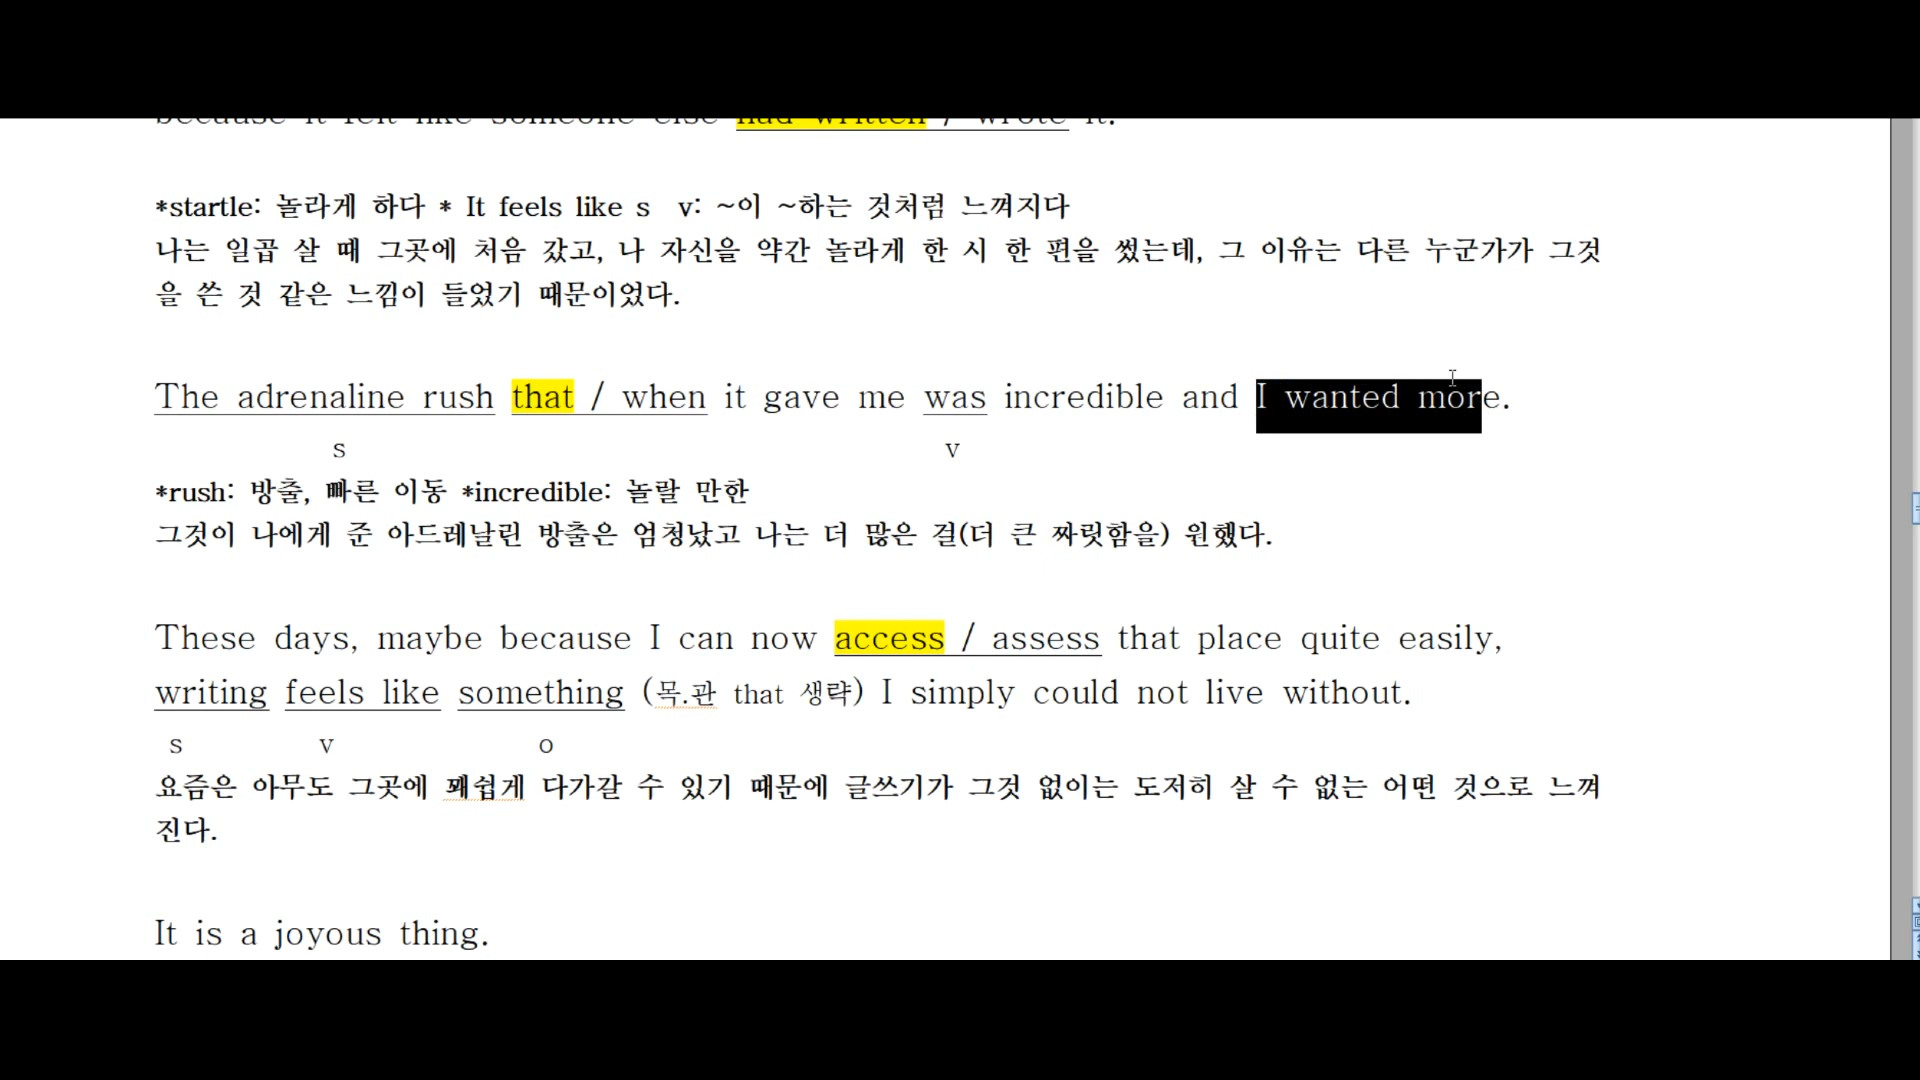 because it felt like someone else had written / wrote it.
*startle: 놀라게 하다 * It feels like s v: ~이 ~하는 것처럼 느껴지다
나는 일곱 살 때 그곳에 처음 갔고, 나 자신을 약간 놀라게 한 시 한 편을 썼는데, 그 이유는 다른 누군가가 그것
을 쓴 것 같은 느낌이 들었기 때문이었다.
The adrenaline rush that / when it gave me was incredible and I wanted more.
s v
*rush: 방출, 빠른 이동 *incredible: 놀랄 만한
그것이 나에게 준 아드레날린 방출은 엄청났고 나는 더 많은 걸(더 큰 짜릿함을) 원했다.
These days, maybe because I can now access / assess that place quite easily,
writing feels like something (목.관 that 생략) I simply could not live without.
s v o
요즘은 아무도 그곳에 꽤쉽게 다가갈 수 있기 때문에 글쓰기가 그것 없이는 도저히 살 수 없는 어떤 것으로 느껴
진다.
It is a joyous thing.